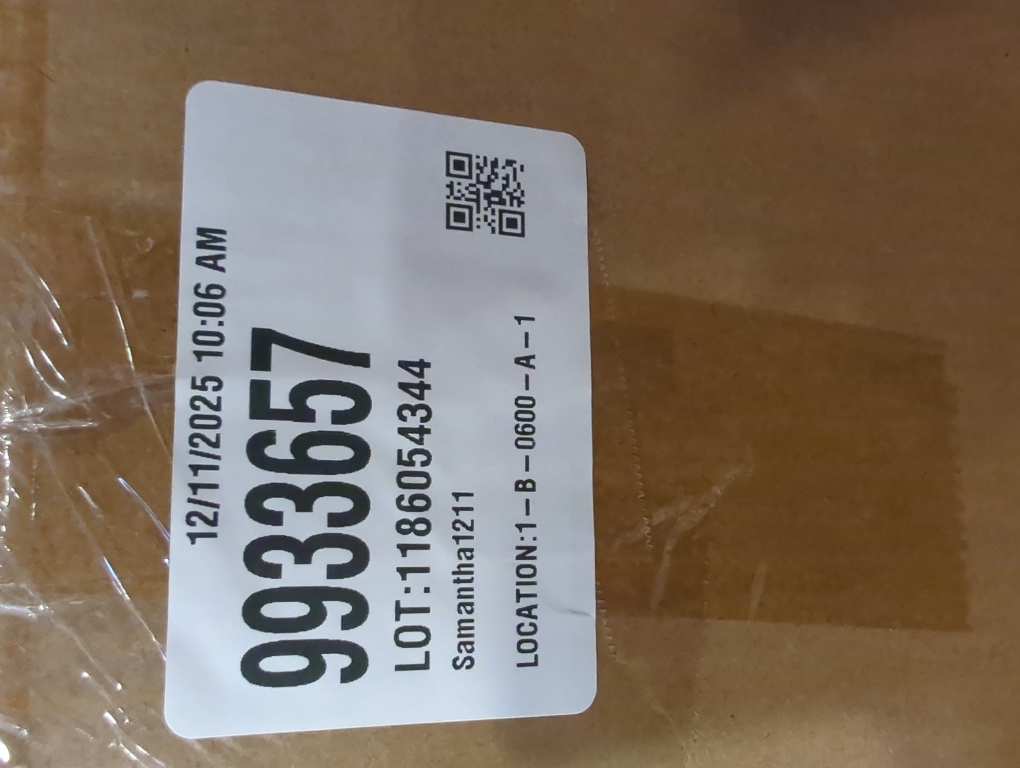 12/11/2025 10:06 AM
9933657
LOT:1186054344
Samantha1211
LOCATION:1-B-0600-A-1